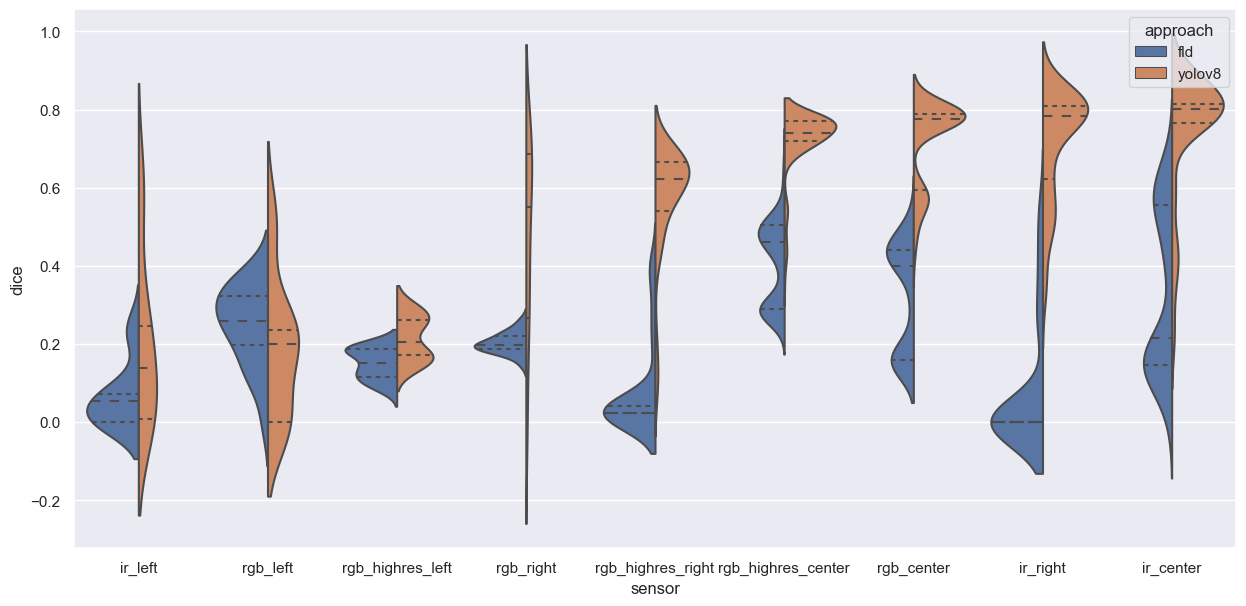 1.0
0.8
0.6
0.4
0.2
0.0
−0.2
dice
approach
fld
yolov8
ir_left
rgb_left
rgb_highres_left
rgb_right
rgb_highres_right
rgb_highres_center
rgb_center
ir_right
ir_center
sensor